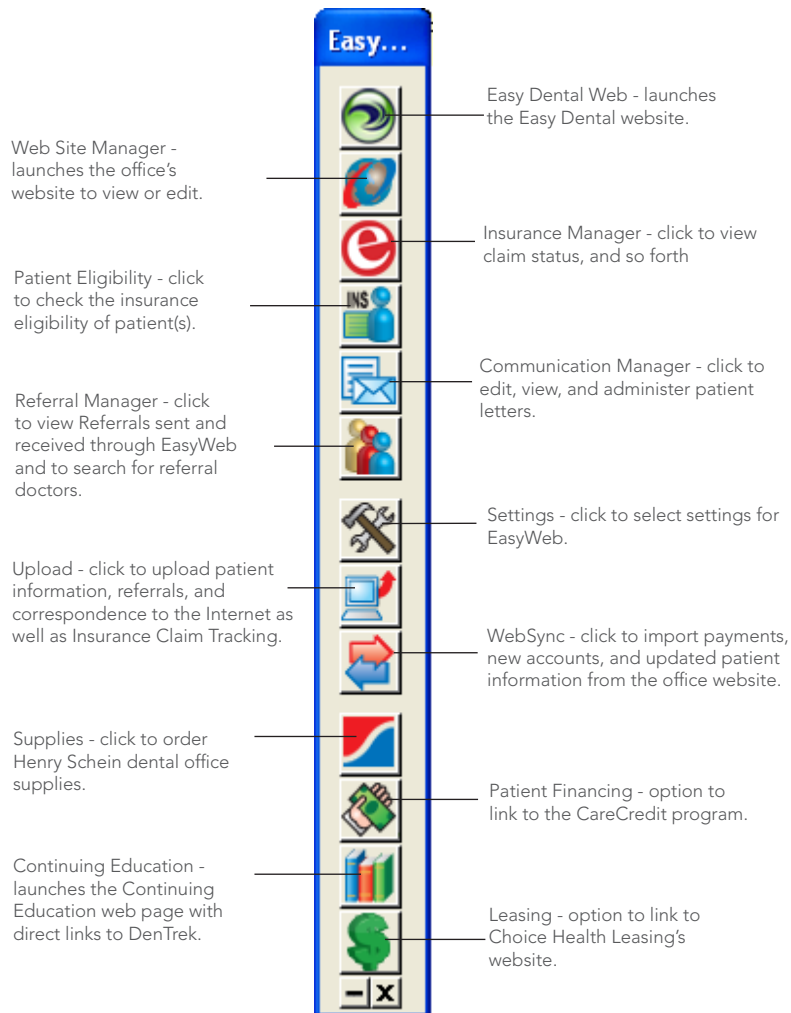 Easy...
Easy Dental Web - launches
the Easy Dental website.
Web Site Manager -
launches the office's
website to view or edit.
Insurance Manager - click to view
claim status, and so forth
Patient Eligibility - click
to check the insurance
eligibility of patient(s).
INS
Communication Manager - click to
edit, view, and administer patient
letters.
Referral Manager - click
to view Referrals sent and
received through EasyWeb
and to search for referral
doctors.
Settings - click to select settings for
EasyWeb.
Upload - click to upload patient
information, referrals, and
correspondence to the Internet as
well as Insurance Claim Tracking.
WebSync - click to import payments,
new accounts, and updated patient
information from the office website.
Supplies - click to order
Henry Schein dental office
supplies.
Patient Financing - option to
link to the CareCredit program.
Continuing Education -
launches the Continuing
Education web page with
direct links to DenTrek.
Leasing - option to link to
Choice Health Leasing's
website.